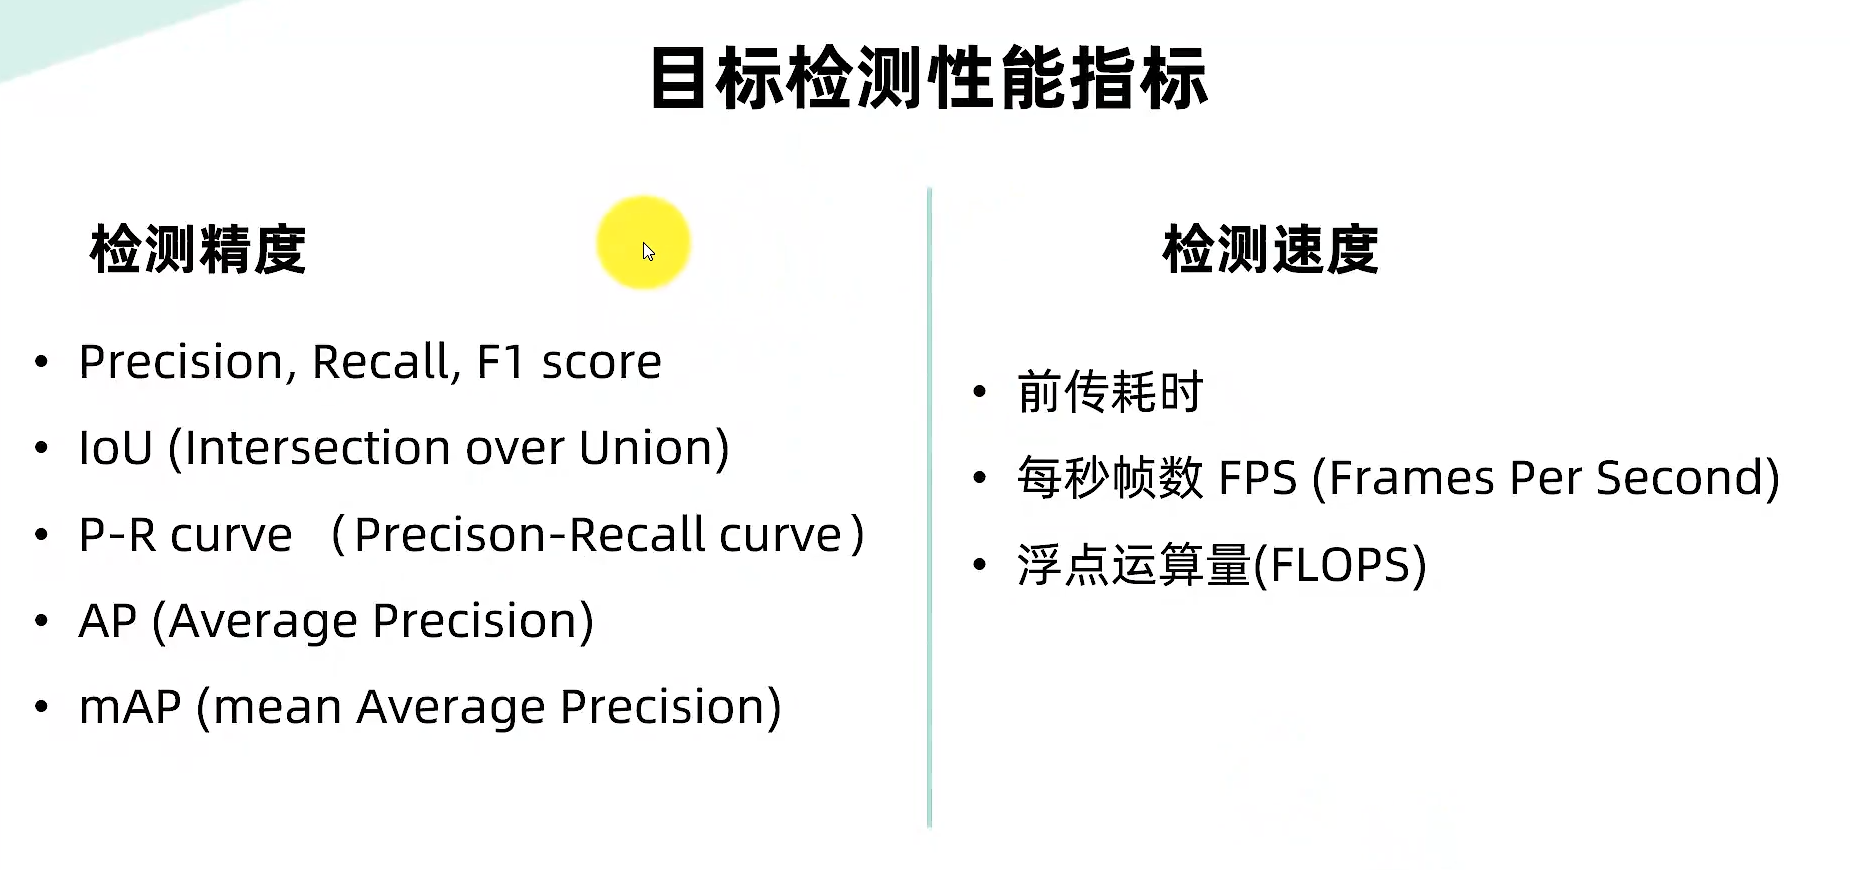 目标检测性能指标
检测精度
• Precision, Recall, F1 score
• IoU (Intersection over Union)
• P-R curve （Precison-Recall curve）
• AP (Average Precision)
• mAP (mean Average Precision)
检测速度
• 前传耗时
• 每秒帧数 FPS (Frames Per Second)
• 浮点运算量(FLOPS)